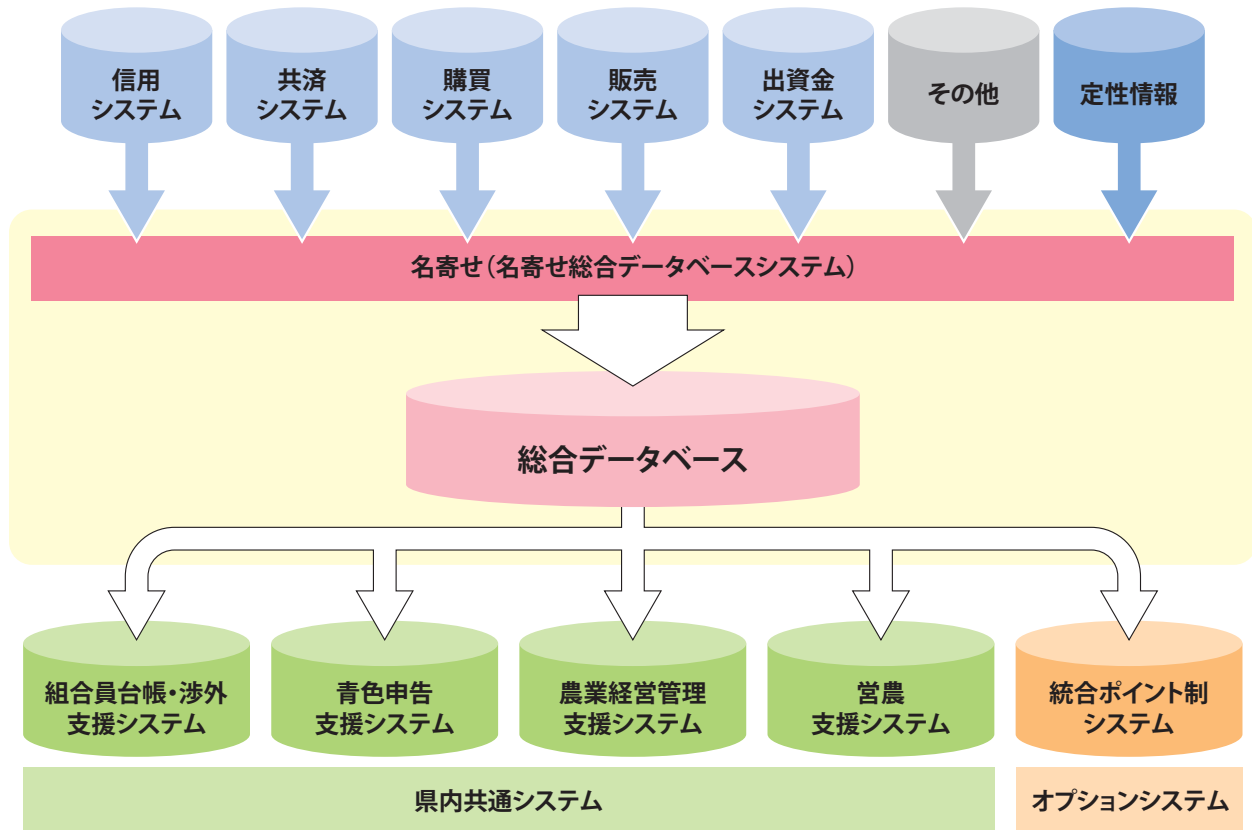 信用
システム
共済
システム
購買
システム
販売
システム
出資金
システム
その他
定性情報
名寄せ（名寄せ総合データベースシステム）
総合データベース
組合員台帳・渉外
支援システム
青色申告
支援システム
農業経営管理
支援システム
営農
支援システム
統合ポイント制
システム
県内共通システム
オプションシステム